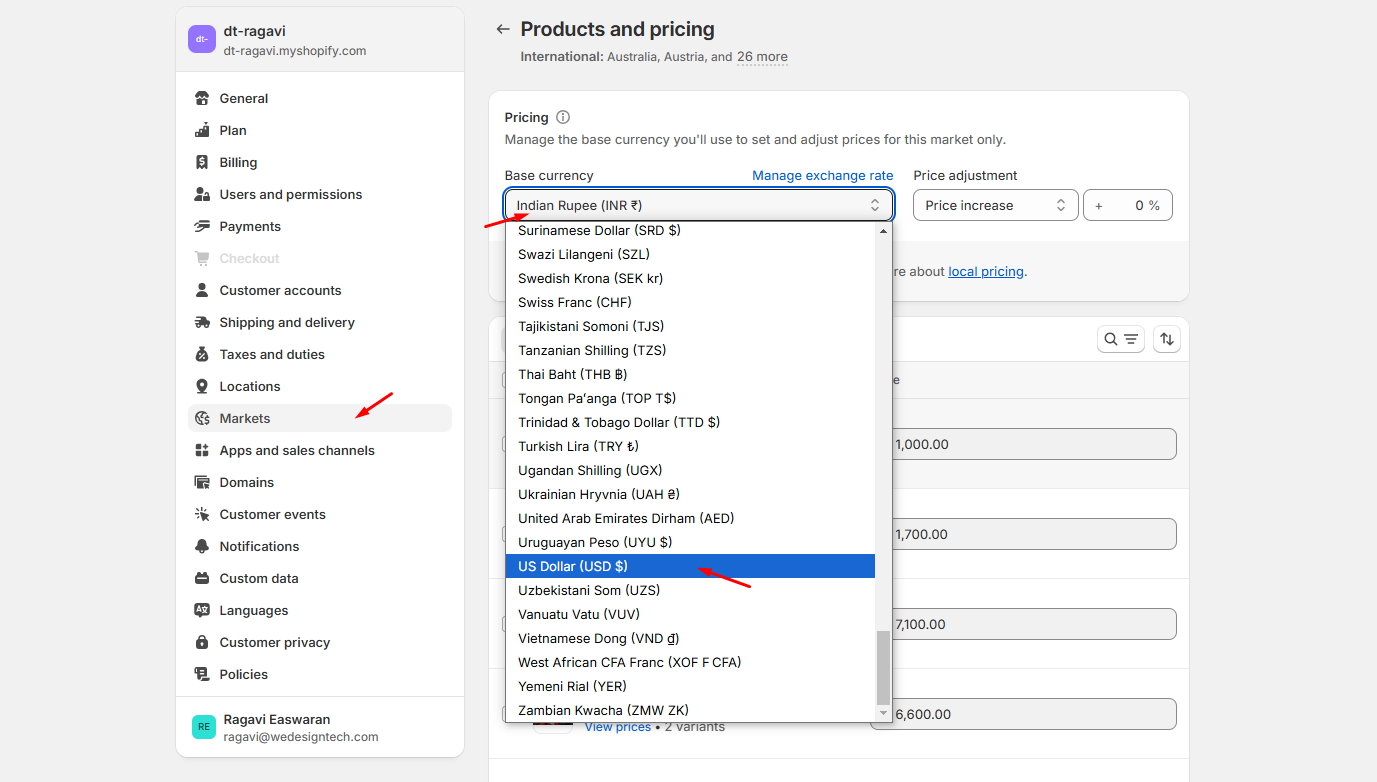 dt-
dt-ragavi
dt-ragavi.myshopify.com
General
Plan
Billing
Users and permissions
Payments
Checkout
Customer accounts
Shipping and delivery
Taxes and duties
Locations
Markets
Apps and sales channels
Domains
Customer events
Notifications
Custom data
Languages
Customer privacy
Policies
RE
Ragavi Easwaran
ragavi@wedesigntech.com
Products and pricing
International: Australia, Austria, and 26 more
Pricing
Manage the base currency you'll use to set and adjust prices for this market only.
Base currency
Manage exchange rate
Price adjustment
Indian Rupee (INR ₹)
Price increase
+ 0 %
Surinamese Dollar (SRD $)
Swazi Lilangeni (SZL)
Swedish Krona (SEK kr)
Swiss Franc (CHF)
Tajikistani Somoni (TJS)
Tanzanian Shilling (TZS)
Thai Baht (THB ฿)
Tongan Paʻanga (TOP T$)
Trinidad & Tobago Dollar (TTD $)
Turkish Lira (TRY ₺)
Ugandan Shilling (UGX)
Ukrainian Hryvnia (UAH ₴)
United Arab Emirates Dirham (AED)
Uruguayan Peso (UYU $)
US Dollar (USD $)
Uzbekistani Som (UZS)
Vanuatu Vatu (VUV)
Vietnamese Dong (VND ₫)
West African CFA Franc (XOF F CFA)
Yemeni Rial (YER)
Zambian Kwacha (ZMW ZK)
about local pricing.
1,000.00
1,700.00
7,100.00
6,600.00
View prices • 2 variants